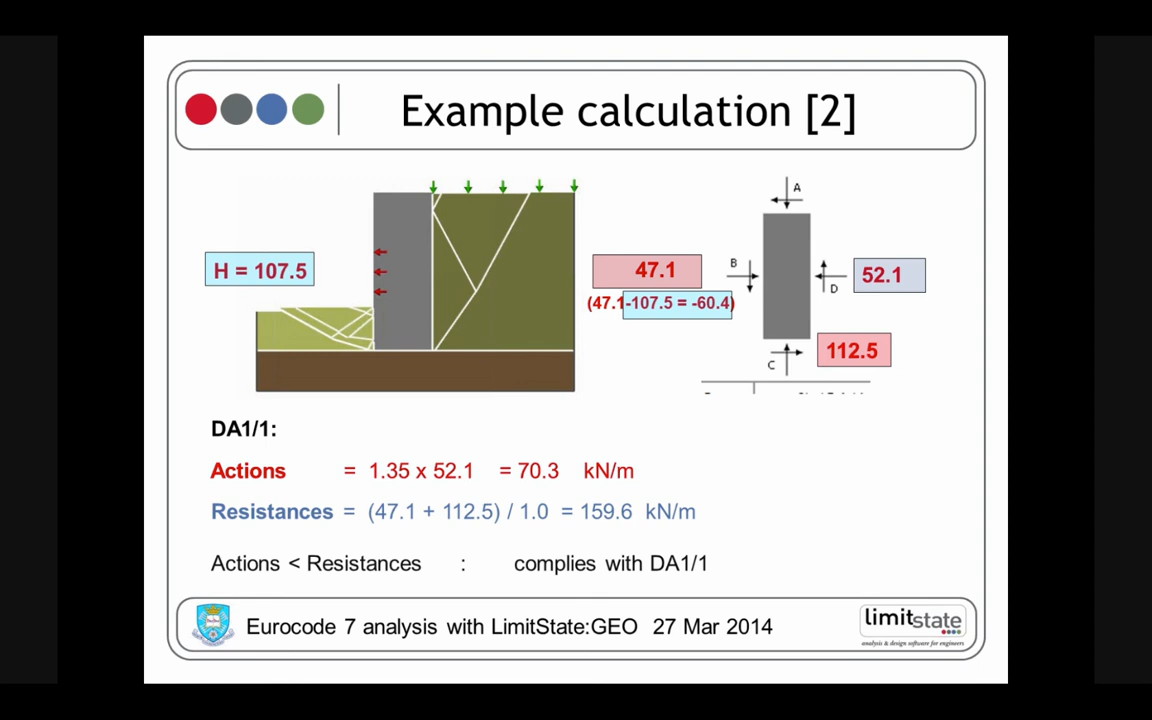 Example calculation [2]
A
H = 107.5
47.1
B
52.1
D
(47.1-107.5 = -60.4)
112.5
C
DA1/1:
Actions = 1.35 x 52.1 = 70.3 kN/m
Resistances = (47.1 + 112.5) / 1.0 = 159.6 kN/m
Actions < Resistances : complies with DA1/1
Eurocode 7 analysis with LimitState:GEO 27 Mar 2014
limitstate
analysis & design software for engineers